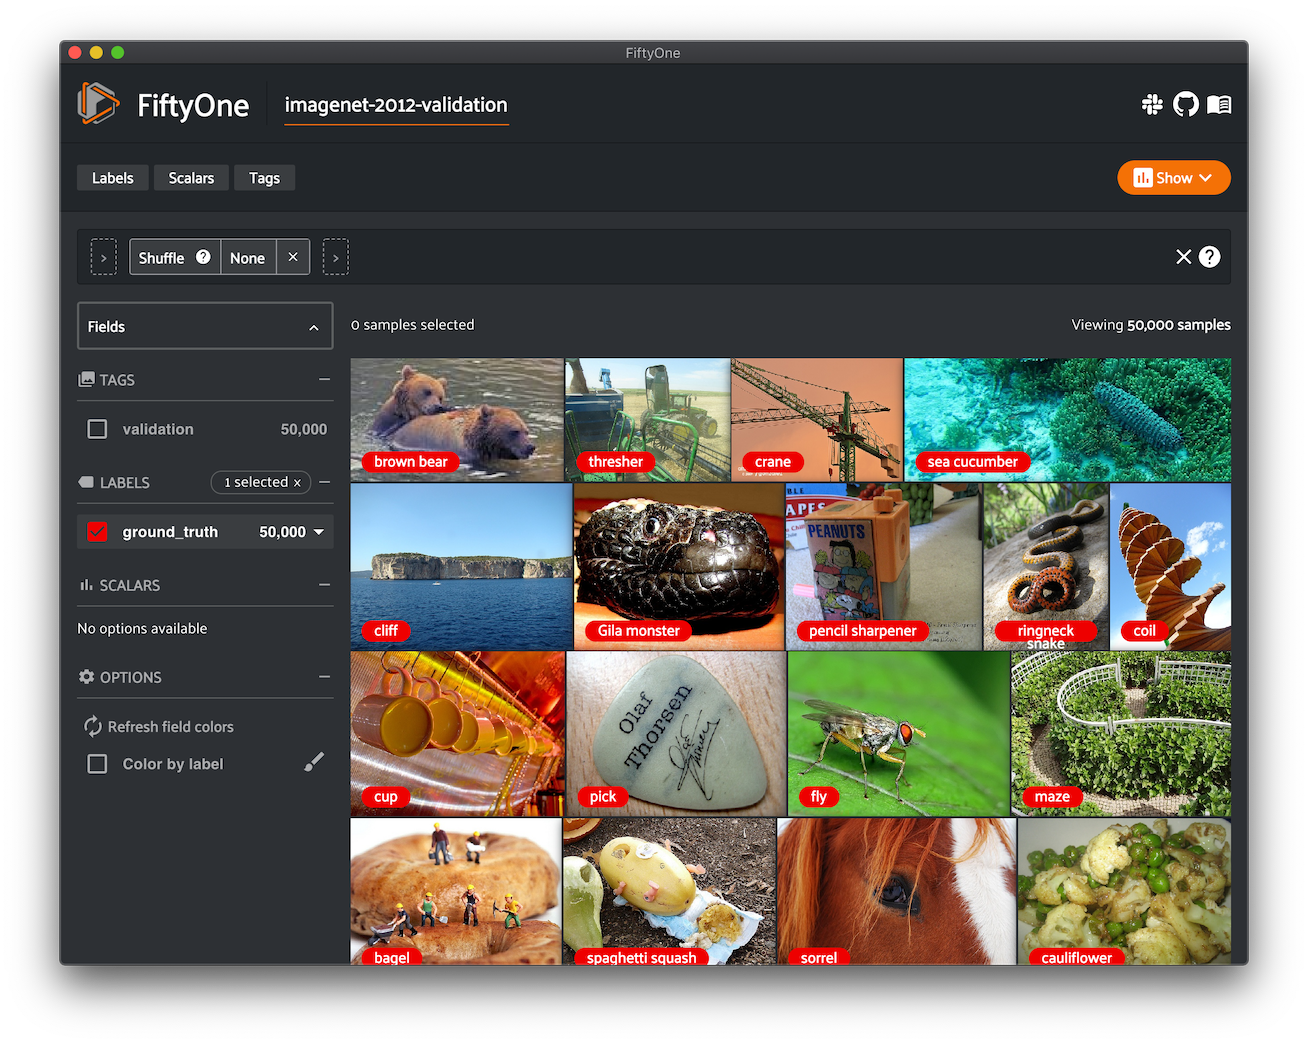 FiftyOne
FiftyOne
imagenet-2012-validation
Labels
Scalars
Tags
Show
> Shuffle ? None × >
× ?
Fields
0 samples selected
Viewing 50,000 samples
TAGS
validation 50,000
LABELS
1 selected ×
ground_truth 50,000
SCALARS
No options available
OPTIONS
Refresh field colors
Color by label
brown bear
thresher
crane
sea cucumber
cliff
Gila monster
BLE
APES
PEANUTS
pencil sharpener
ringneck
snake
coil
cup
Olaf
Thorsen
pick
fly
maze
bagel
spaghetti squash
sorrel
cauliflower